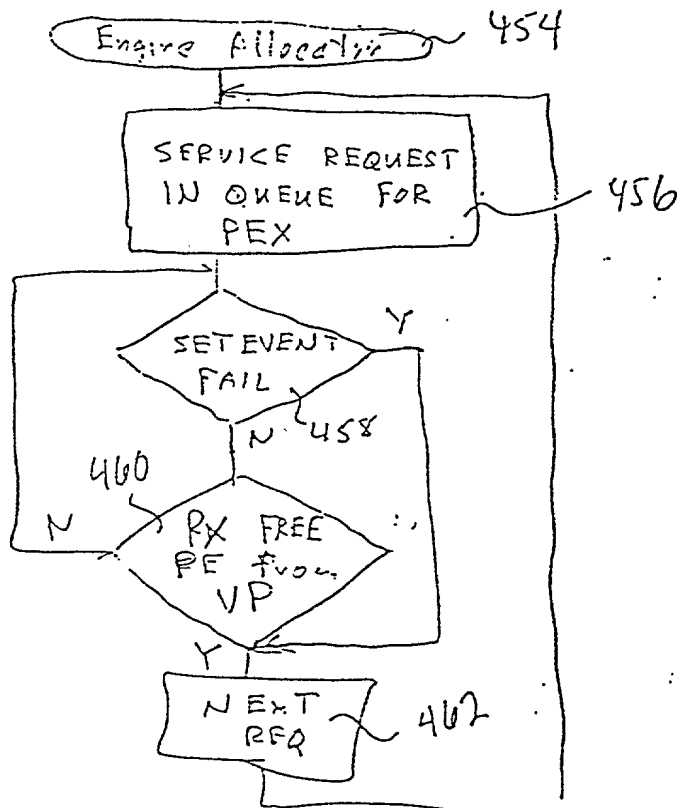 Engine Allocation
454
SERVICE REQUEST
IN QUEUE FOR
PEX
456
SET EVENT
FAIL
Y
N
458
460
N
RX FREE
PE from
VP
Y
NEXT
REQ
462